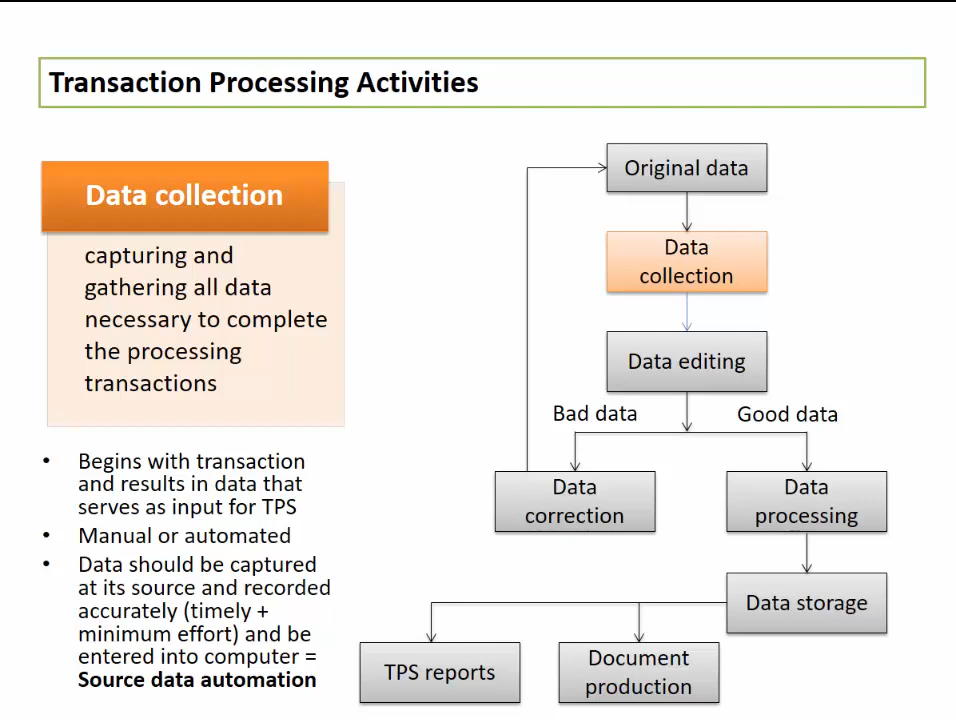 Transaction Processing Activities
Data collection
capturing and
gathering all data
necessary to complete
the processing
transactions
• Begins with transaction
and results in data that
serves as input for TPS
• Manual or automated
• Data should be captured
at its source and recorded
accurately (timely +
minimum effort) and be
entered into computer =
Source data automation
Original data
Data
collection
Data editing
Bad data
Good data
Data
correction
Data
processing
Data storage
TPS reports
Document
production